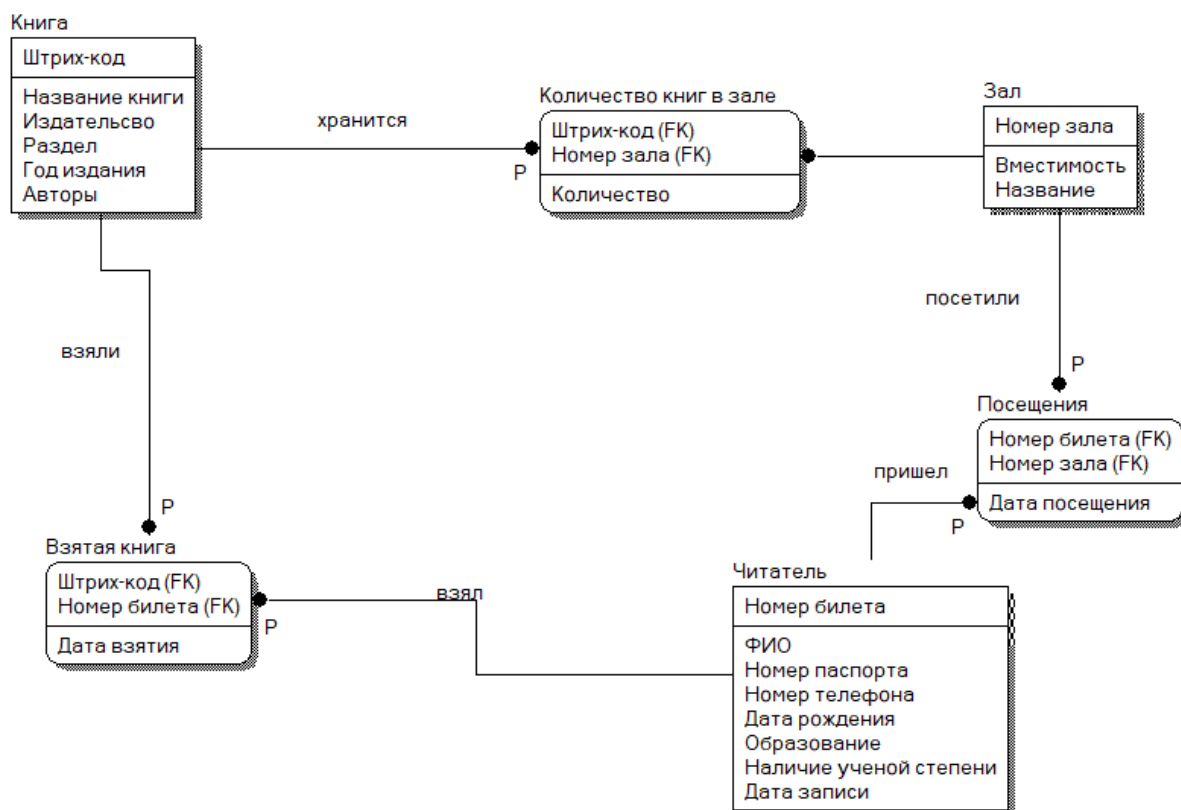 Книга
Штрих-код
Название книги
Издательсво
Раздел
Год издания
Авторы
хранится
P
Количество книг в зале
Штрих-код (FK)
Номер зала (FK)
Количество
Зал
Номер зала
Вместимость
Название
посетили
P
Посещения
Номер билета (FK)
Номер зала (FK)
Дата посещения
пришел
P
взяли
P
Взятая книга
Штрих-код (FK)
Номер билета (FK)
Дата взятия
взял
P
Читатель
Номер билета
ФИО
Номер паспорта
Номер телефона
Дата рождения
Образование
Наличие ученой степени
Дата записи